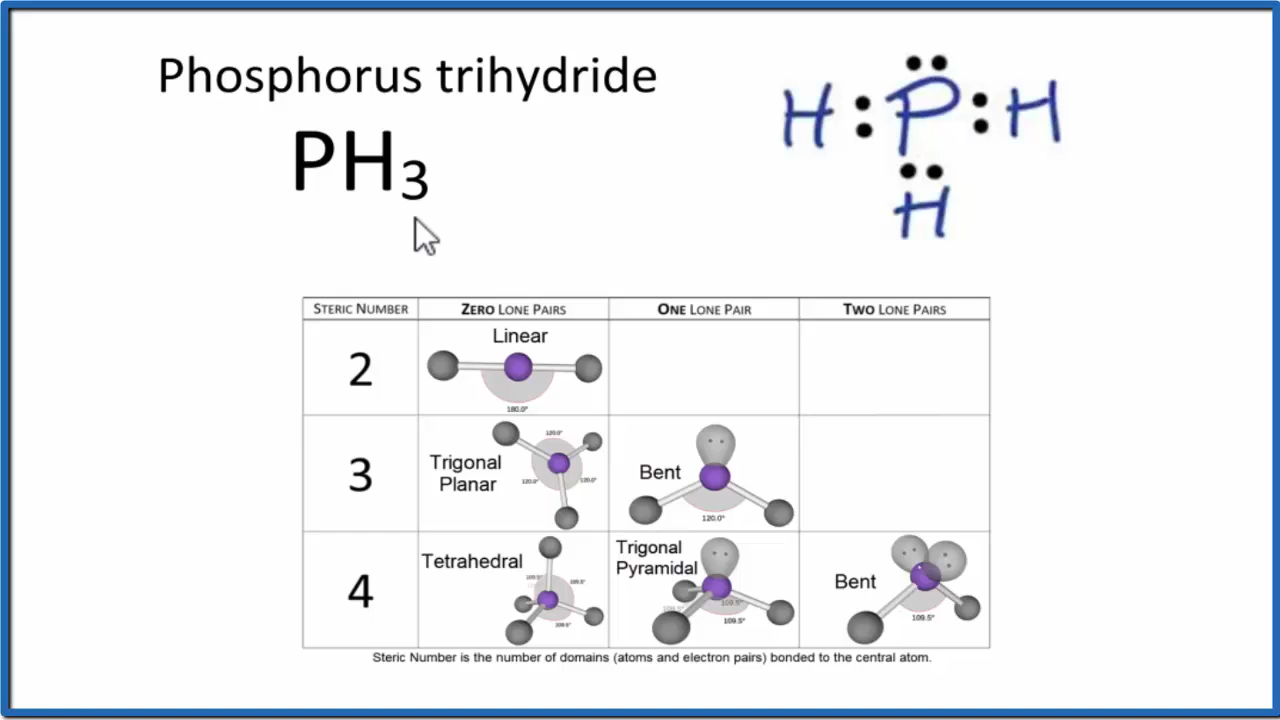 Phosphorus trihydride
PH₃
H : P : H
H
STERIC NUMBER ZERO LONE PAIRS ONE LONE PAIR TWO LONE PAIRS
2
Linear
180.0°
3
Trigonal
Planar
120.0°
120.0°
120.0°
Bent
120.0°
4
Tetrahedral
109.5°
109.5°
109.5°
Trigonal
Pyramidal
109.5°
109.5°
109.5°
Bent
109.5°
Steric Number is the number of domains (atoms and electron pairs) bonded to the central atom.